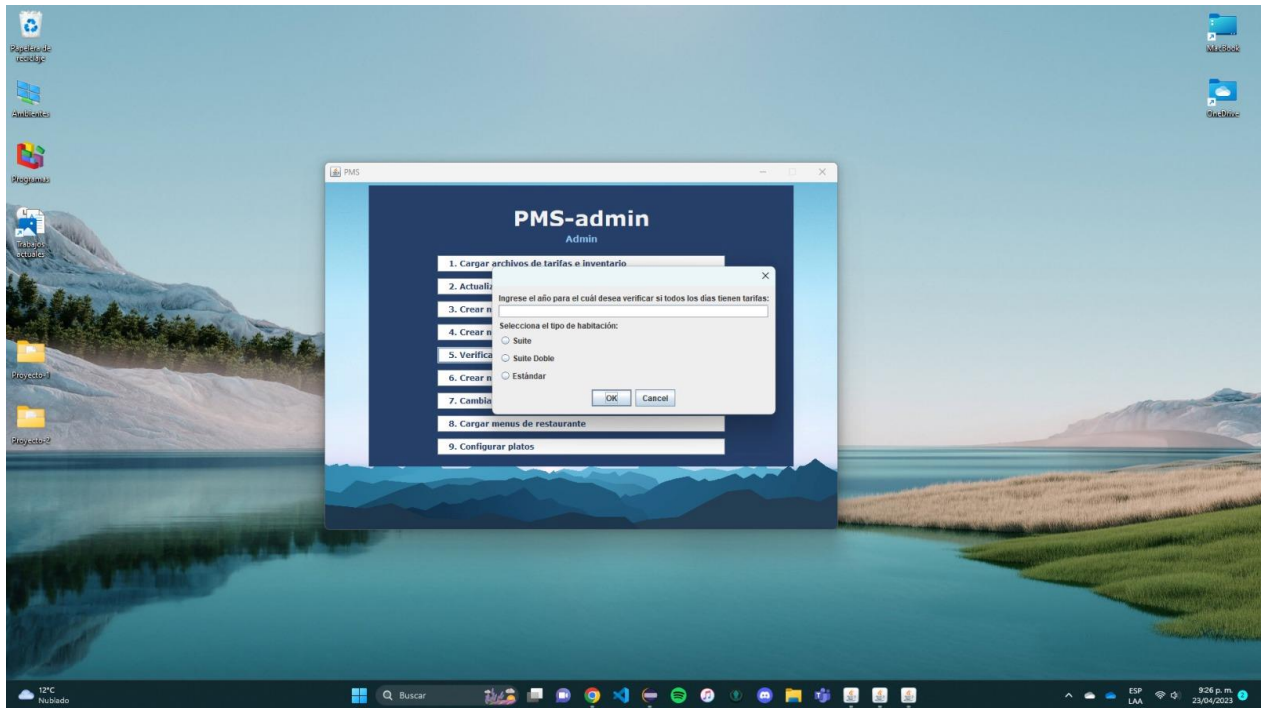 Papelera de
reciclaje
Ambientes
Programas
Trabajos
actuales
Proyecto-1
Proyecto-2
MacBook
OneDrive
PMS
PMS-admin
Admin
1. Cargar archivos de tarifas e inventario
2. Actualiz
3. Crear n
4. Crear n
5. Verifica
6. Crear n
7. Cambia
8. Cargar menus de restaurante
9. Configurar platos
Ingrese el año para el cuál desea verificar si todos los días tienen tarifas:
Selecciona el tipo de habitación:
Suite
Suite Doble
Estándar
OK
Cancel
12°C
Nublado
Buscar
ESP
LAA
9:26 p. m.
23/04/2023
2